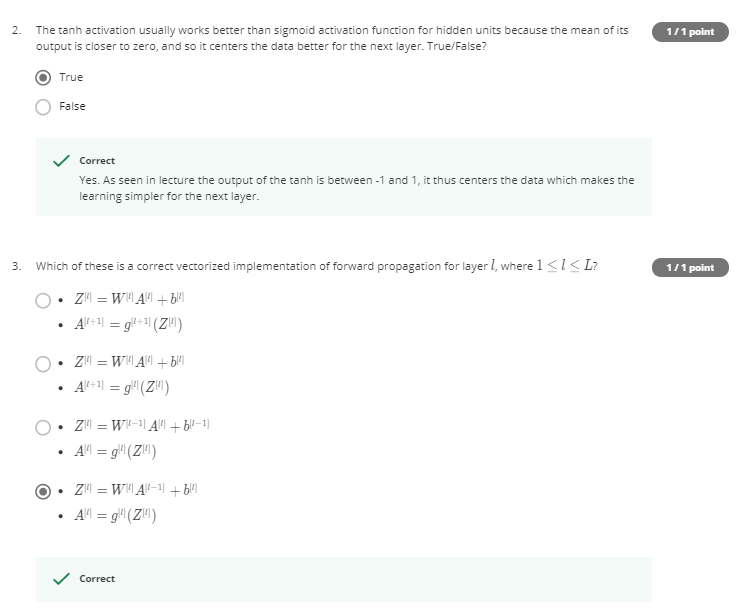 2. The tanh activation usually works better than sigmoid activation function for hidden units because the mean of its 1 / 1 point
output is closer to zero, and so it centers the data better for the next layer. True/False?
True
False
Correct
Yes. As seen in lecture the output of the tanh is between -1 and 1, it thus centers the data which makes the
learning simpler for the next layer.
3. Which of these is a correct vectorized implementation of forward propagation for layer l, where 1 ≤ l ≤ L? 1 / 1 point
• Z^{[l]} = W^{[l]} A^{[l]} + b^{[l]}
• A^{[l+1]} = g^{[l+1]}(Z^{[l]})
• Z^{[l]} = W^{[l]} A^{[l]} + b^{[l]}
• A^{[l+1]} = g^{[l]}(Z^{[l]})
• Z^{[l]} = W^{[l-1]} A^{[l]} + b^{[l-1]}
• A^{[l]} = g^{[l]}(Z^{[l]})
• Z^{[l]} = W^{[l]} A^{[l-1]} + b^{[l]}
• A^{[l]} = g^{[l]}(Z^{[l]})
Correct